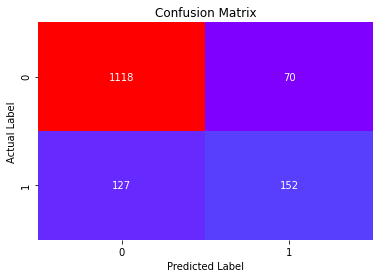 Confusion Matrix
Actual Label
0
1118
70
1
127
152
0
1
Predicted Label